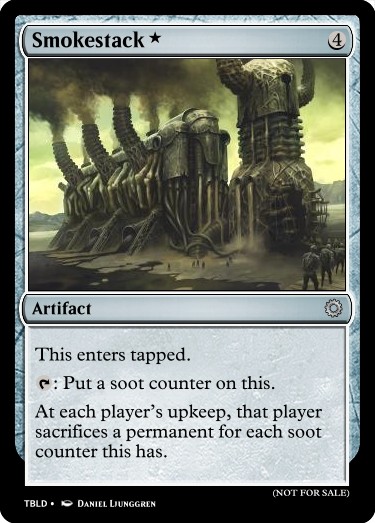 Smokestack ★ 4
Artifact
This enters tapped.
T: Put a soot counter on this.
At each player's upkeep, that player
sacrifices a permanent for each soot
counter this has.
(NOT FOR SALE)
TBLD • Daniel Ljunggren